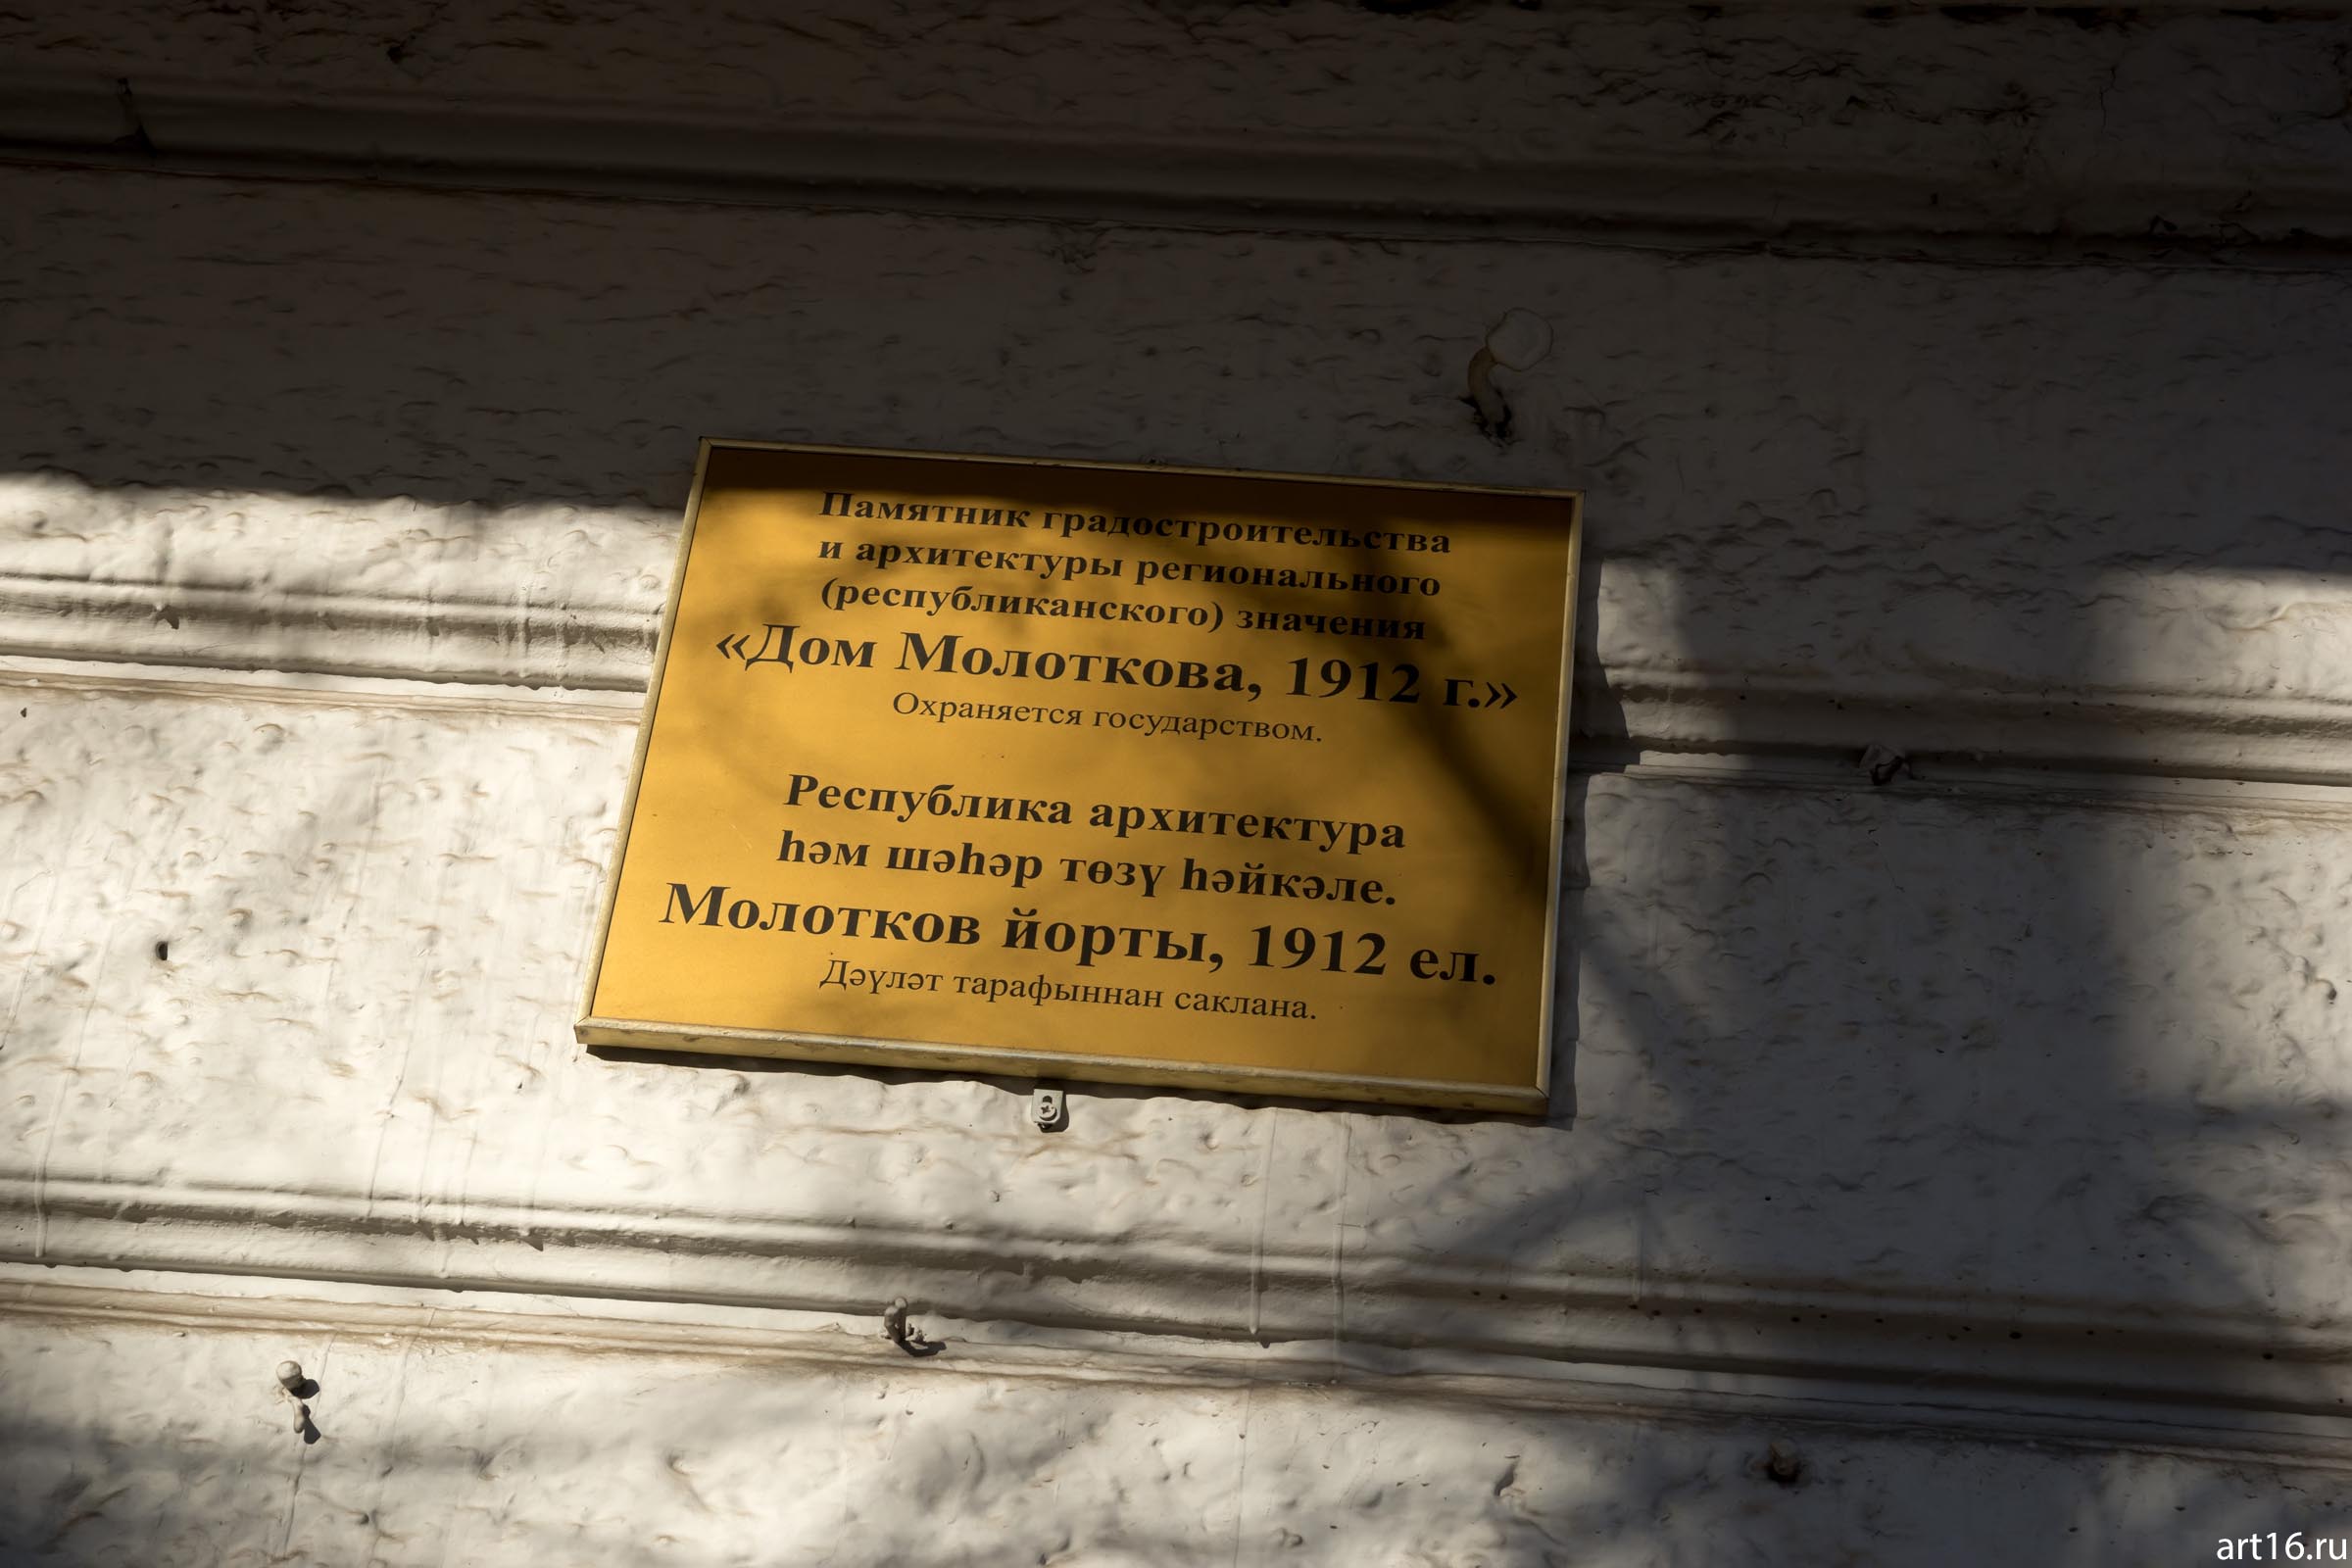 Памятник градостроительства
и архитектуры регионального
(республиканского) значения
«Дом Молоткова, 1912 г.»
Охраняется государством.
Республика архитектура
һәм шәһәр төзү һәйкәле.
Молотков йорты, 1912 ел.
Дәүләт тарафыннан саклана.
art16.ru